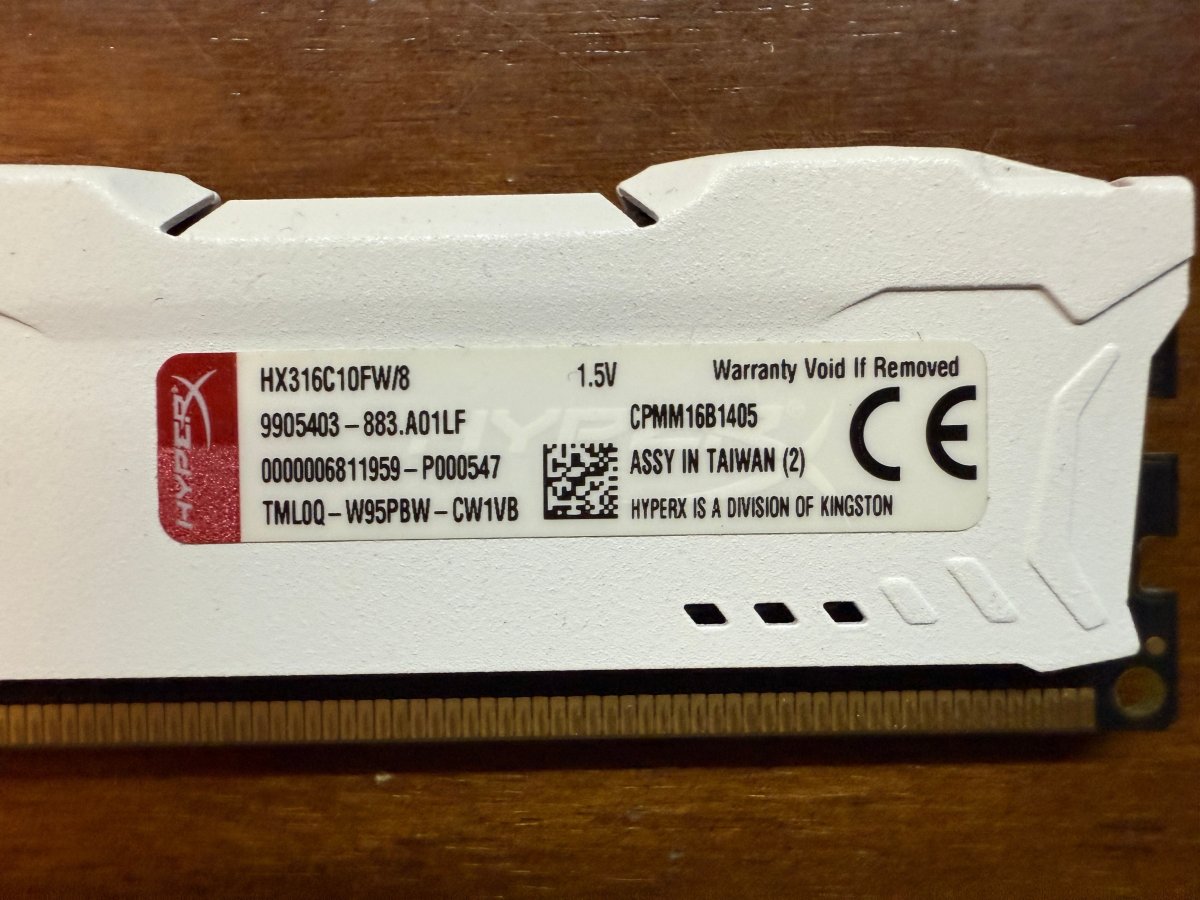 HYPERX
HX316C10FW/8 1.5V Warranty Void If Removed
9905403-883.A01LF CPMM16B1405 CE
0000006811959-P000547 ASSY IN TAIWAN (2)
TML0Q-W95PBW-CW1VB HYPERX IS A DIVISION OF KINGSTON
HYPERX